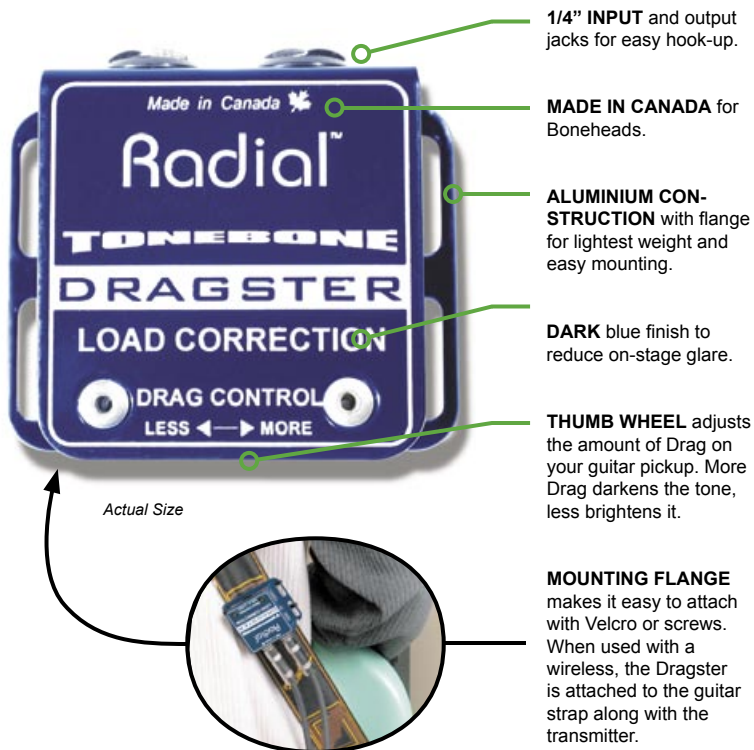 Made in Canada
Radial™
TONEBONE
DRAGSTER
LOAD CORRECTION
DRAG CONTROL
LESS ◀—▶ MORE
Actual Size
1/4” INPUT and output
jacks for easy hook-up.
MADE IN CANADA for
Boneheads.
ALUMINIUM CON-
STRUCTION with flange
for lightest weight and
easy mounting.
DARK blue finish to
reduce on-stage glare.
THUMB WHEEL adjusts
the amount of Drag on
your guitar pickup. More
Drag darkens the tone,
less brightens it.
MOUNTING FLANGE
makes it easy to attach
with Velcro or screws.
When used with a
wireless, the Dragster
is attached to the guitar
strap along with the
transmitter.
Radial